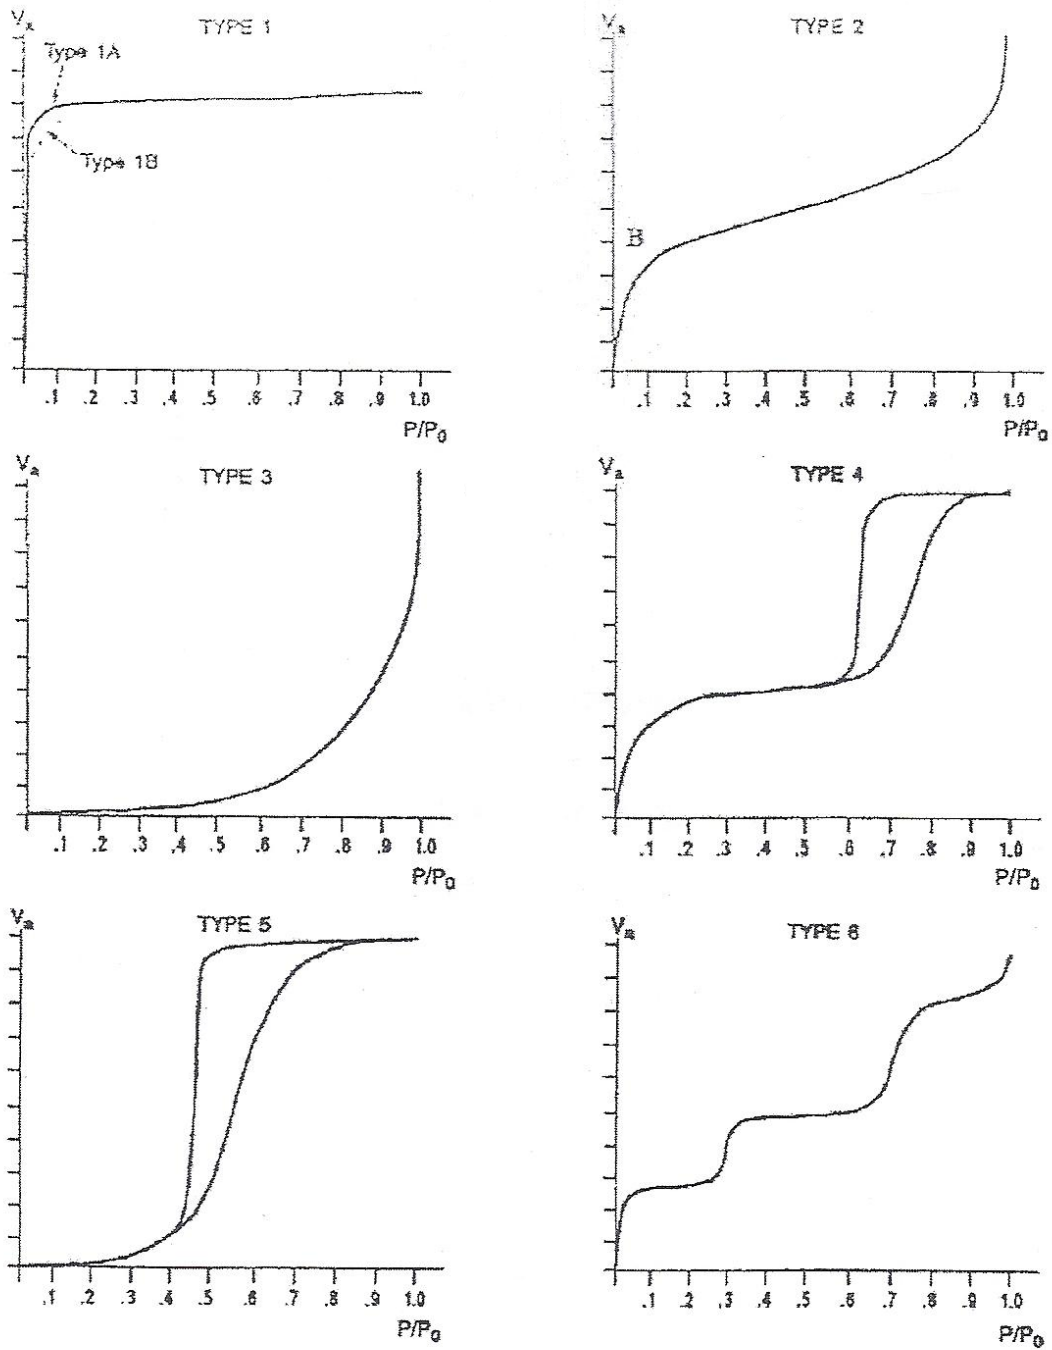 Vₐ
TYPE 1
Type 1A
Type 1B
.1 .2 .3 .4 .5 .6 .7 .8 .9 1.0
P/P₀
Vₐ
TYPE 2
B
.1 .2 .3 .4 .5 .6 .7 .8 .9 1.0
P/P₀
Vₐ
TYPE 3
.1 .2 .3 .4 .5 .6 .7 .8 .9 1.0
P/P₀
Vₐ
TYPE 4
.1 .2 .3 .4 .5 .6 .7 .8 .9 1.0
P/P₀
Vₐ
TYPE 5
.1 .2 .3 .4 .5 .6 .7 .8 .9 1.0
P/P₀
Vₐ
TYPE 6
.1 .2 .3 .4 .5 .6 .7 .8 .9 1.0
P/P₀